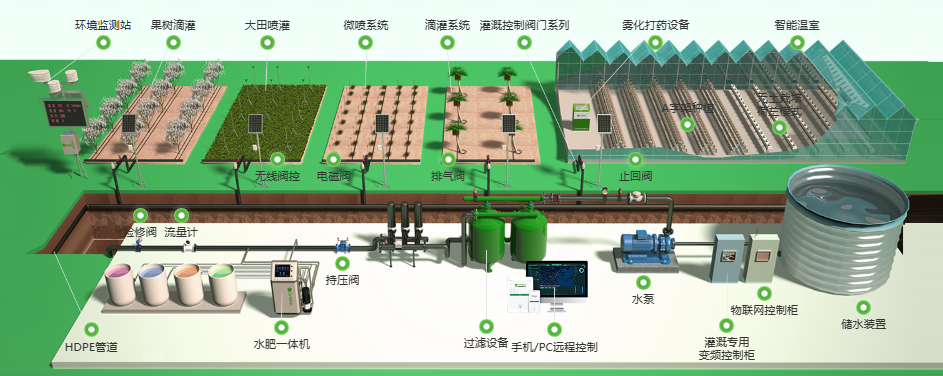 环境监测站
果树滴灌
大田喷灌
微喷系统
滴灌系统
灌溉控制阀门系列
雾化打药设备
智能温室
A字架种植
无线阀控
电磁阀
排气阀
止回阀
检修阀
流量计
持压阀
水泵
物联网控制柜
储水装置
HDPE管道
水肥一体机
过滤设备
手机/PC远程控制
灌溉专用
变频控制柜